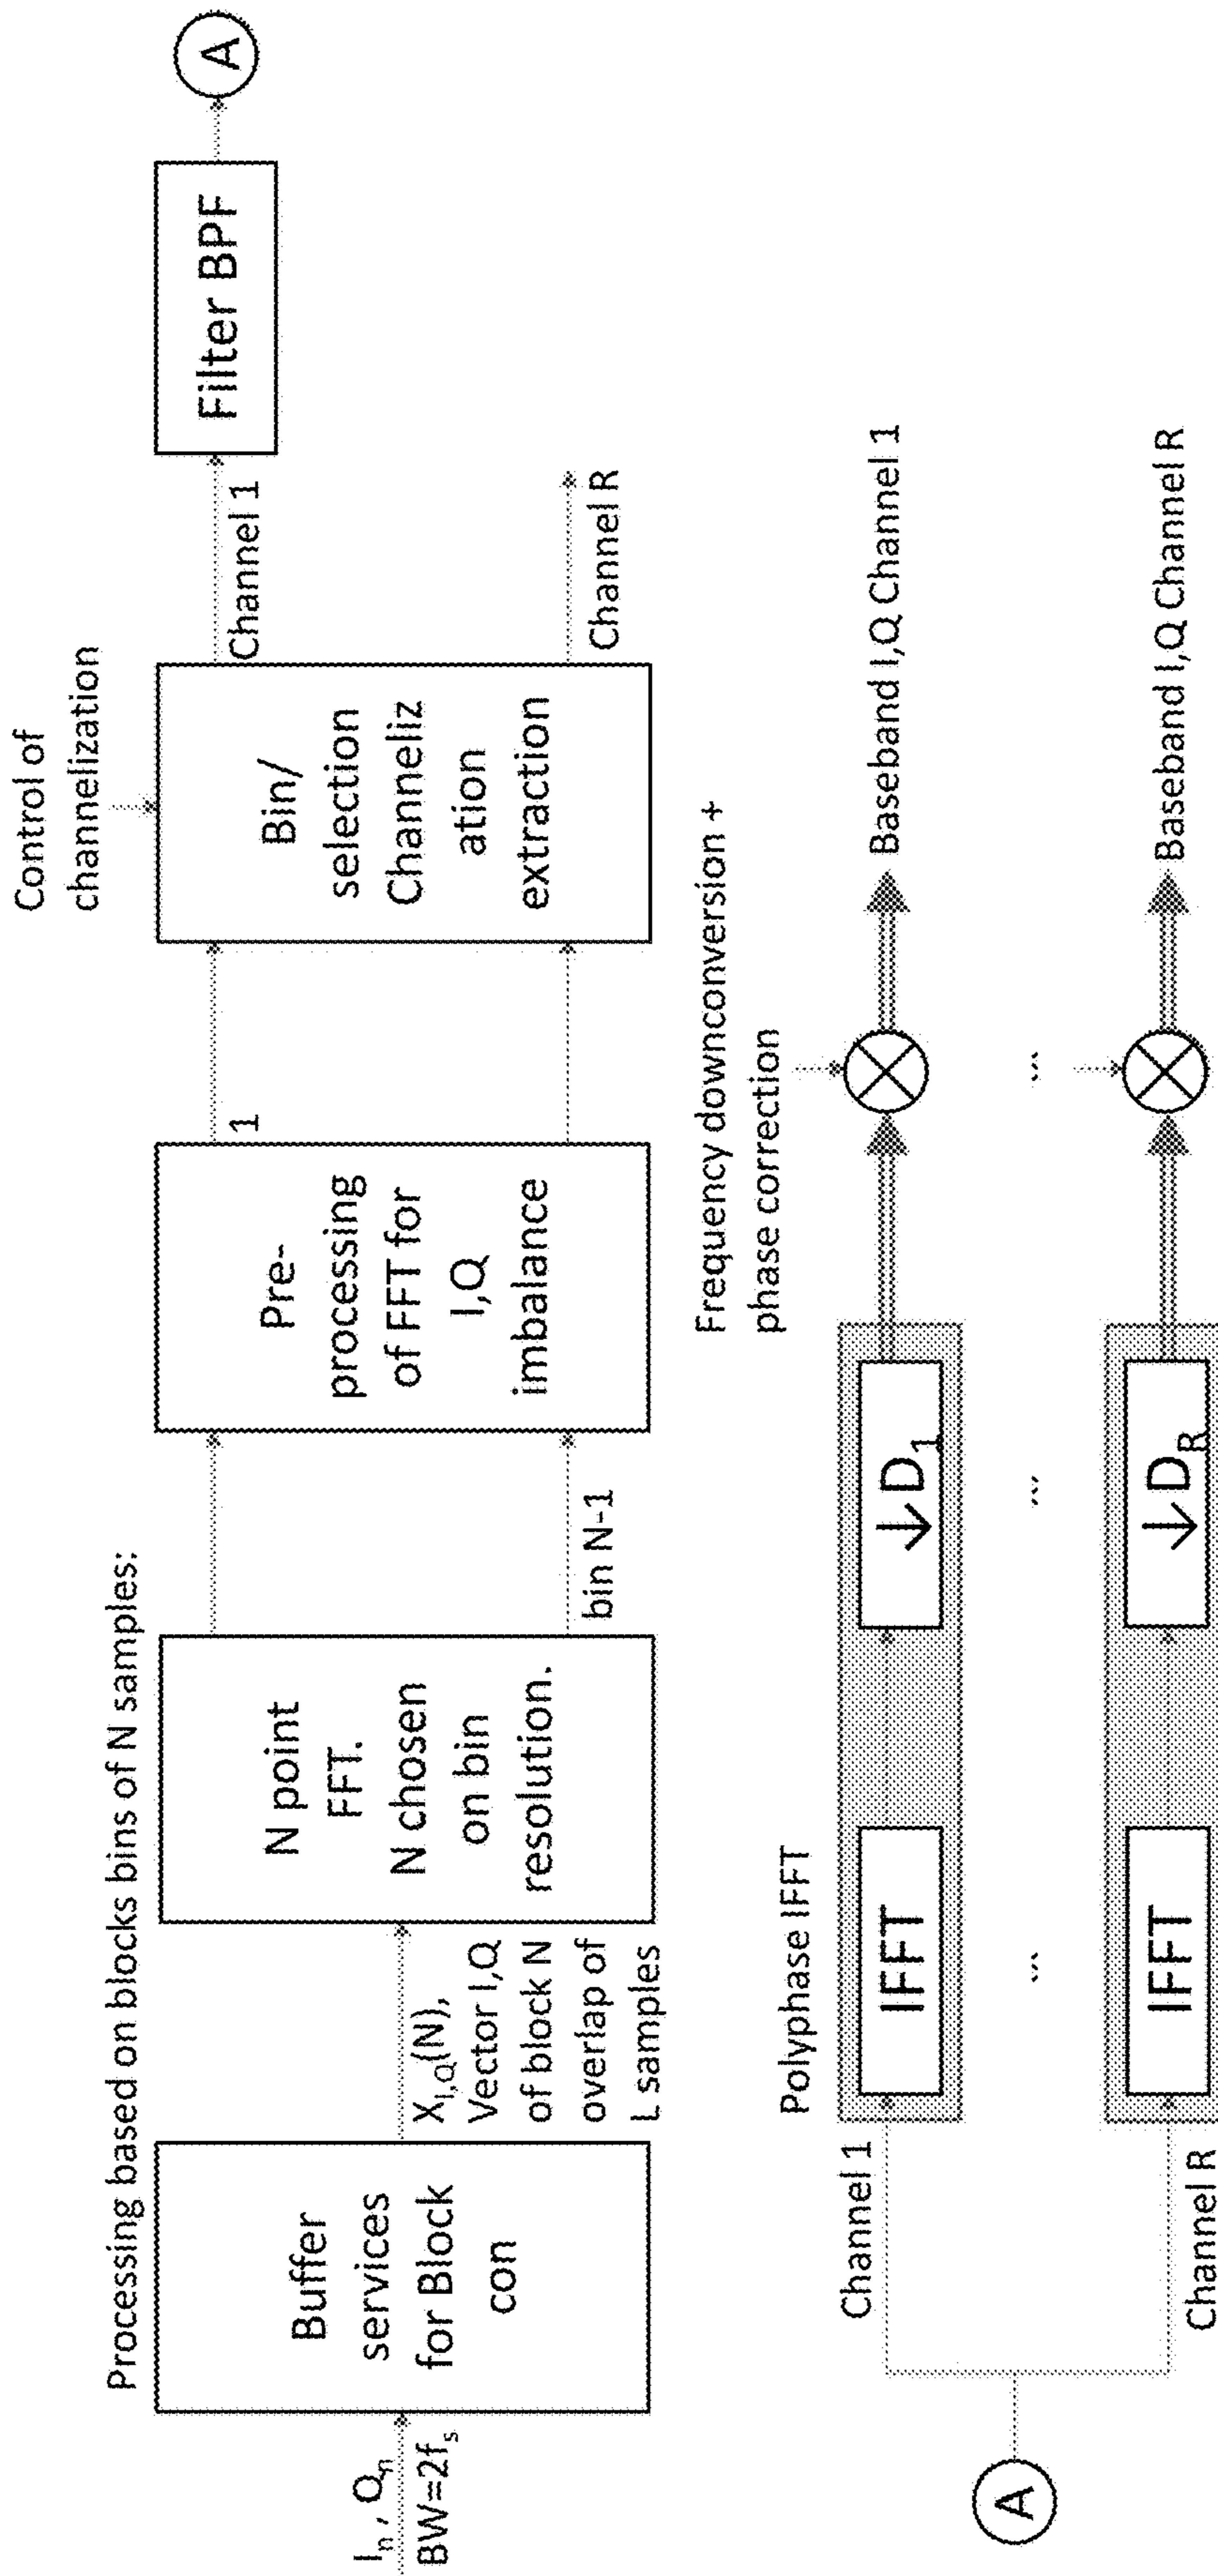 Processing based on blocks bins of N samples:
Iₙ , Qₙ
BW=2fₛ
Buffer
services
for Block
con
X_I,Q(N),
Vector I,Q
of block N
overlap of
L samples
N point
FFT.
N chosen
on bin
resolution.
bin N-1
Pre-
processing
of FFT for
I,Q
imbalance
1
Control of
channelization
Bin/
selection
Channeliz
ation
extraction
Channel 1
Channel R
Filter BPF
A
A
Channel 1
Channel R
Polyphase IFFT
IFFT
↓D₁
IFFT
↓D_R
Frequency downconversion +
phase correction
Baseband I,Q Channel 1
Baseband I,Q Channel R